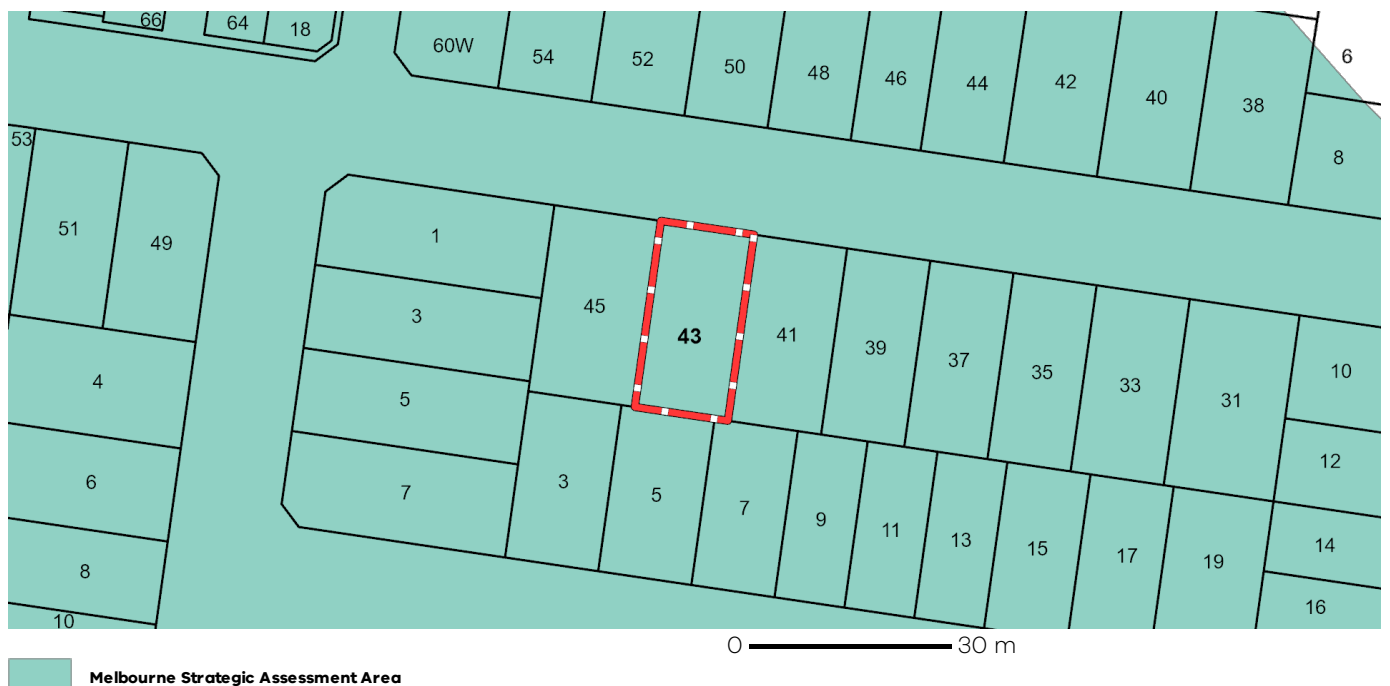 66 64 18
60W 54 52 50 48 46 44 42 40 38 6
53 8
51 49 1
45 43 41 39 37 35 33 31 10
3
4 5 12
6 7 3 5 7 9 11 13 15 17 19 14
8 16
10
0 30 m
Melbourne Strategic Assessment Area